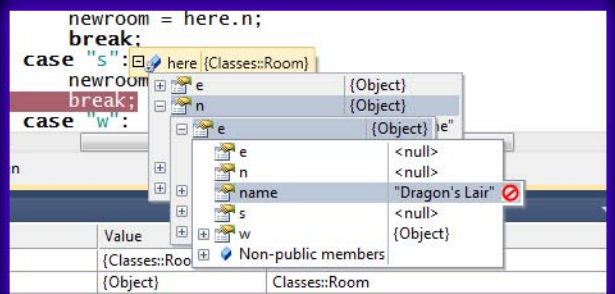 newroom = here.n;
break;
case "s": here {Classes::Room}
newroom e {Object}
break; n {Object}
case "w": e {Object} e"
e <null>
n n <null>
name "Dragon's Lair"
s <null>
Value w {Object}
{Classes::Roo Non-public members
{Object} Classes::Room